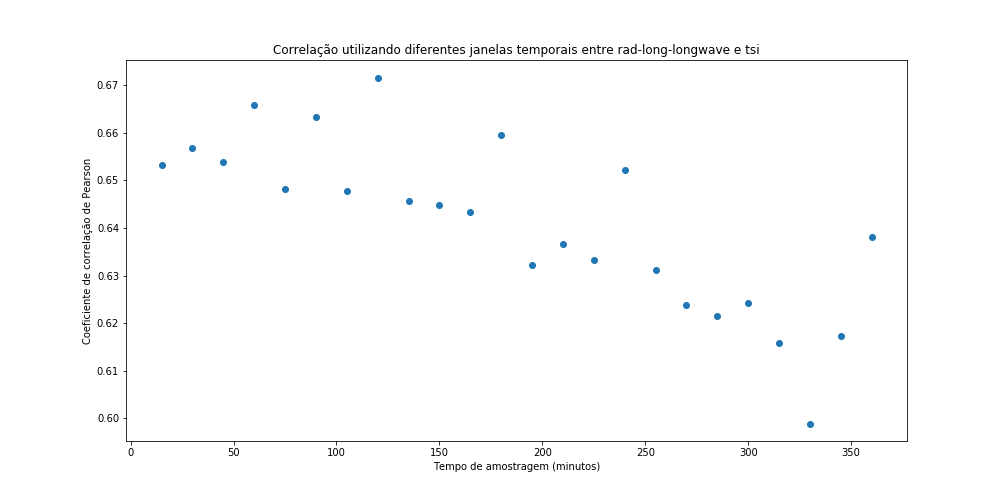 Correlação utilizando diferentes janelas temporais entre rad-long-longwave e tsi
Coeficiente de correlação de Pearson
0.67
0.66
0.65
0.64
0.63
0.62
0.61
0.60
0 50 100 150 200 250 300 350
Tempo de amostragem (minutos)